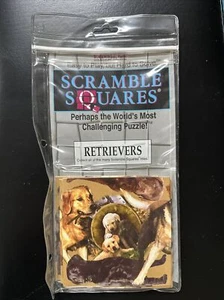 SCRAMBLE
SQUARES®
Perhaps the World's Most
Challenging Puzzle!
RETRIEVERS